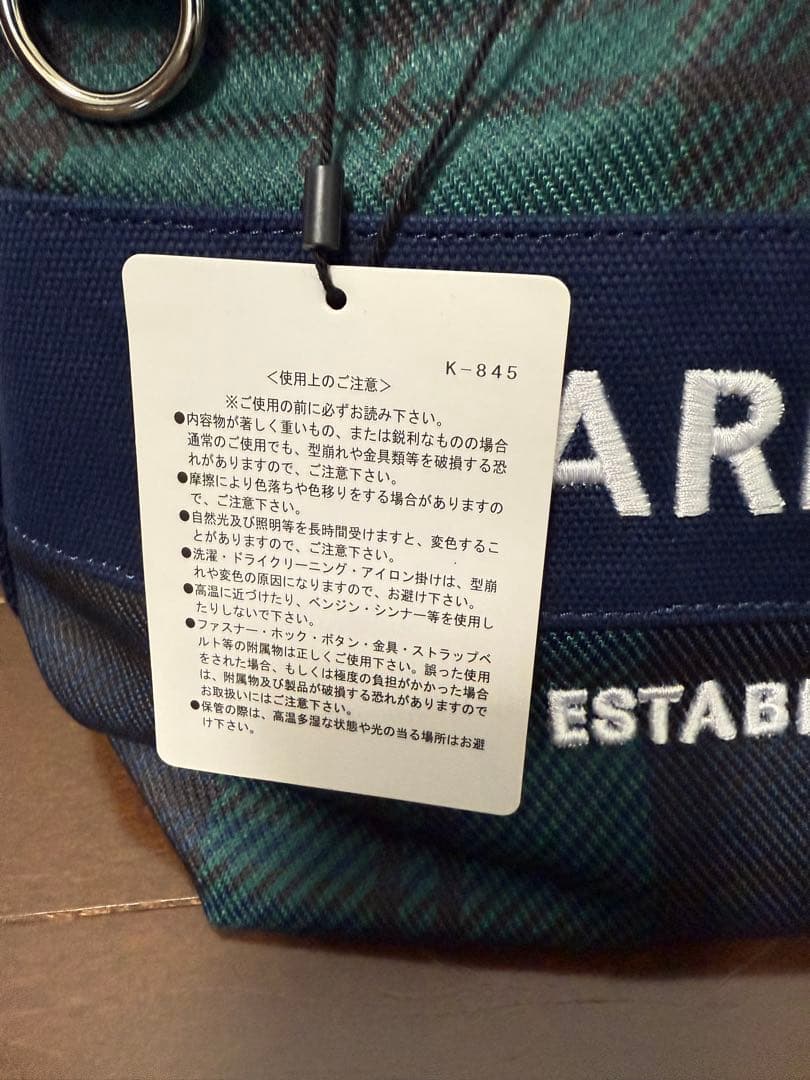 K-845
<使用上のご注意>
※ご使用の前に必ずお読み下さい。
●内容物が著しく重いもの、または鋭利なものの場合
通常のご使用でも、型崩れや金具類等を破損する恐
れがありますので、ご注意下さい。
●摩擦により色落ちや色移りをする場合がありますの
で、ご注意下さい。
●自然光及び照明等を長時間受けますと、変色するこ
とがありますので、ご注意下さい。
●洗濯・ドライクリーニング・アイロン掛けは、型崩
れや変色の原因になりますので、お避け下さい。
●高温に近づけたり、ベンジン・シンナー等を使用し
たりしないで下さい。
●ファスナー・ホック・ボタン・金具・ストラップベ
ルト等の附属物は正しくご使用下さい。誤った使用
をされた場合、もしくは極度の負担がかかった場合
は、附属物及び製品が破損する恐れがありますので
お取扱いにはご注意下さい。
●保管の際は、高温多湿な状態や光の当る場所はお避
け下さい。
AR
ESTAB